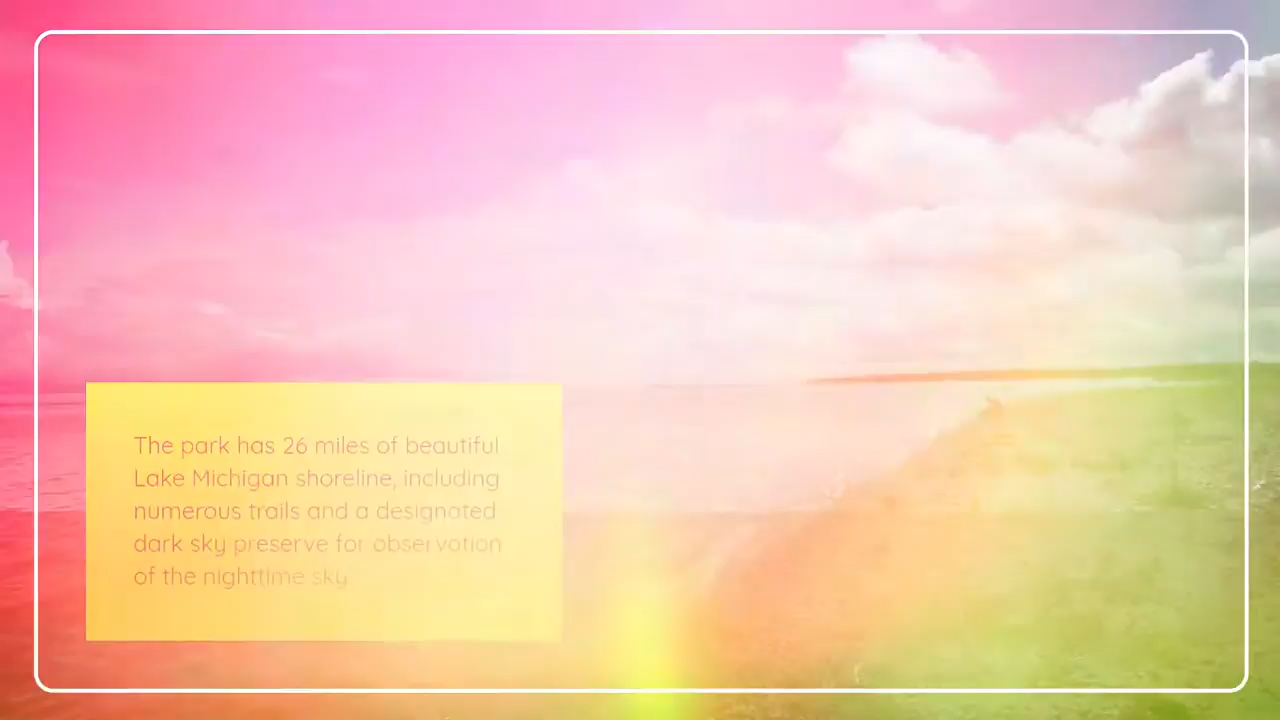 The park has 26 miles of beautiful
Lake Michigan shoreline, including
numerous trails and a designated
dark sky preserve for observation
of the nighttime sky